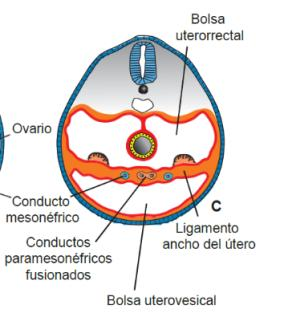 Bolsa
uterorrectal
Ovario
Conducto
mesonéfrico
C
Ligamento
ancho del útero
Conductos
paramesonéfricos
fusionados
Bolsa uterovesical